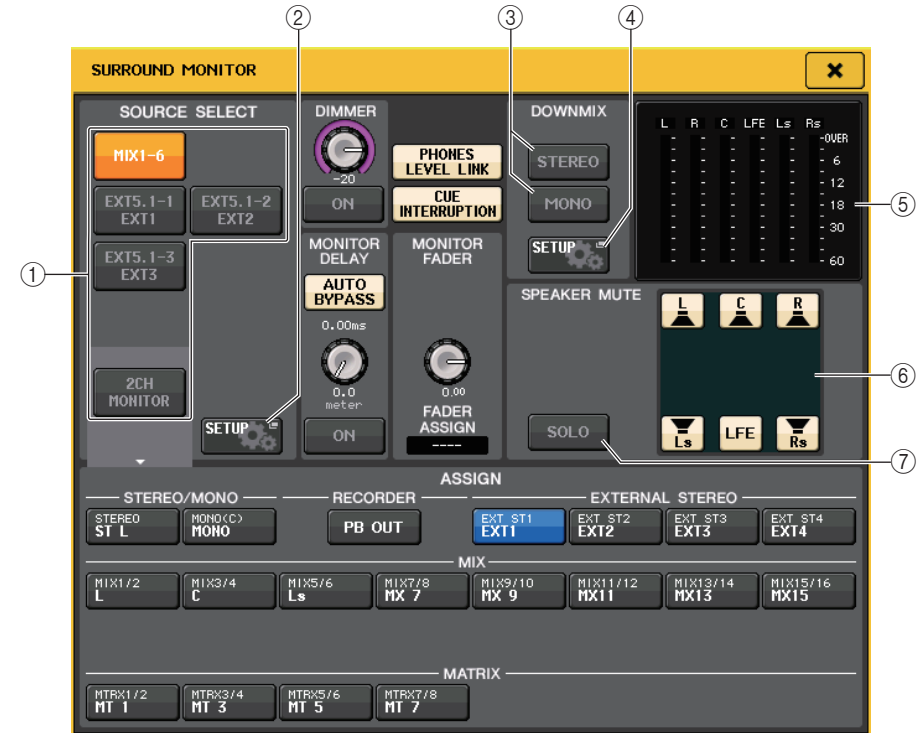 ② ③ ④
SURROUND MONITOR
SOURCE SELECT
MIX1-6
EXT5.1-1
EXT1
EXT5.1-2
EXT2
EXT5.1-3
EXT3
①
2CH
MONITOR
SETUP
DIMMER
-20
ON
PHONES
LEVEL LINK
CUE
INTERRUPTION
MONITOR
DELAY
AUTO
BYPASS
0.00ms
0.0
meter
ON
MONITOR
FADER
0.00
FADER
ASSIGN
----
DOWNMIX
STEREO
MONO
SETUP
L R C LFE Ls Rs
OVER
6
12
18
30
60
⑤
SPEAKER MUTE
L C R
Ls LFE Rs
⑥
SOLO
⑦
ASSIGN
STEREO/MONO RECORDER EXTERNAL STEREO
STEREO
ST L
MONO(C)
MONO
PB OUT
EXT ST1
EXT1
EXT ST2
EXT2
EXT ST3
EXT3
EXT ST4
EXT4
MIX
MIX1/2
L
MIX3/4
C
MIX5/6
Ls
MIX7/8
MX 7
MIX9/10
MX 9
MIX11/12
MX11
MIX13/14
MX13
MIX15/16
MX15
MATRIX
MTRX1/2
MT 1
MTRX3/4
MT 3
MTRX5/6
MT 5
MTRX7/8
MT 7